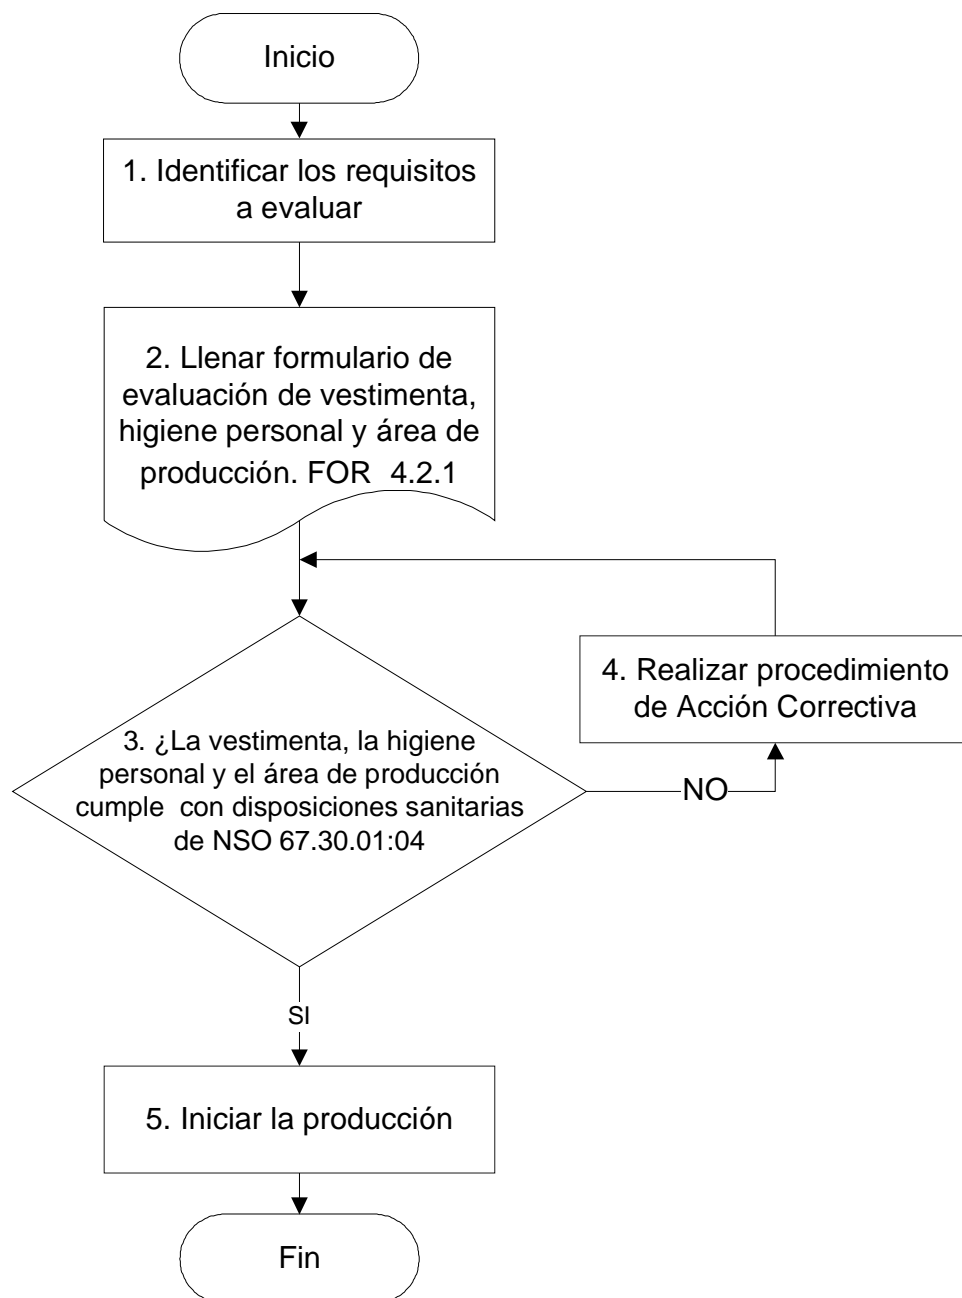 Inicio
1. Identificar los requisitos
a evaluar
2. Llenar formulario de
evaluación de vestimenta,
higiene personal y área de
producción. FOR 4.2.1
3. ¿La vestimenta, la higiene
personal y el área de producción
cumple con disposiciones sanitarias
de NSO 67.30.01:04
4. Realizar procedimiento
de Acción Correctiva
NO
SI
5. Iniciar la producción
Fin